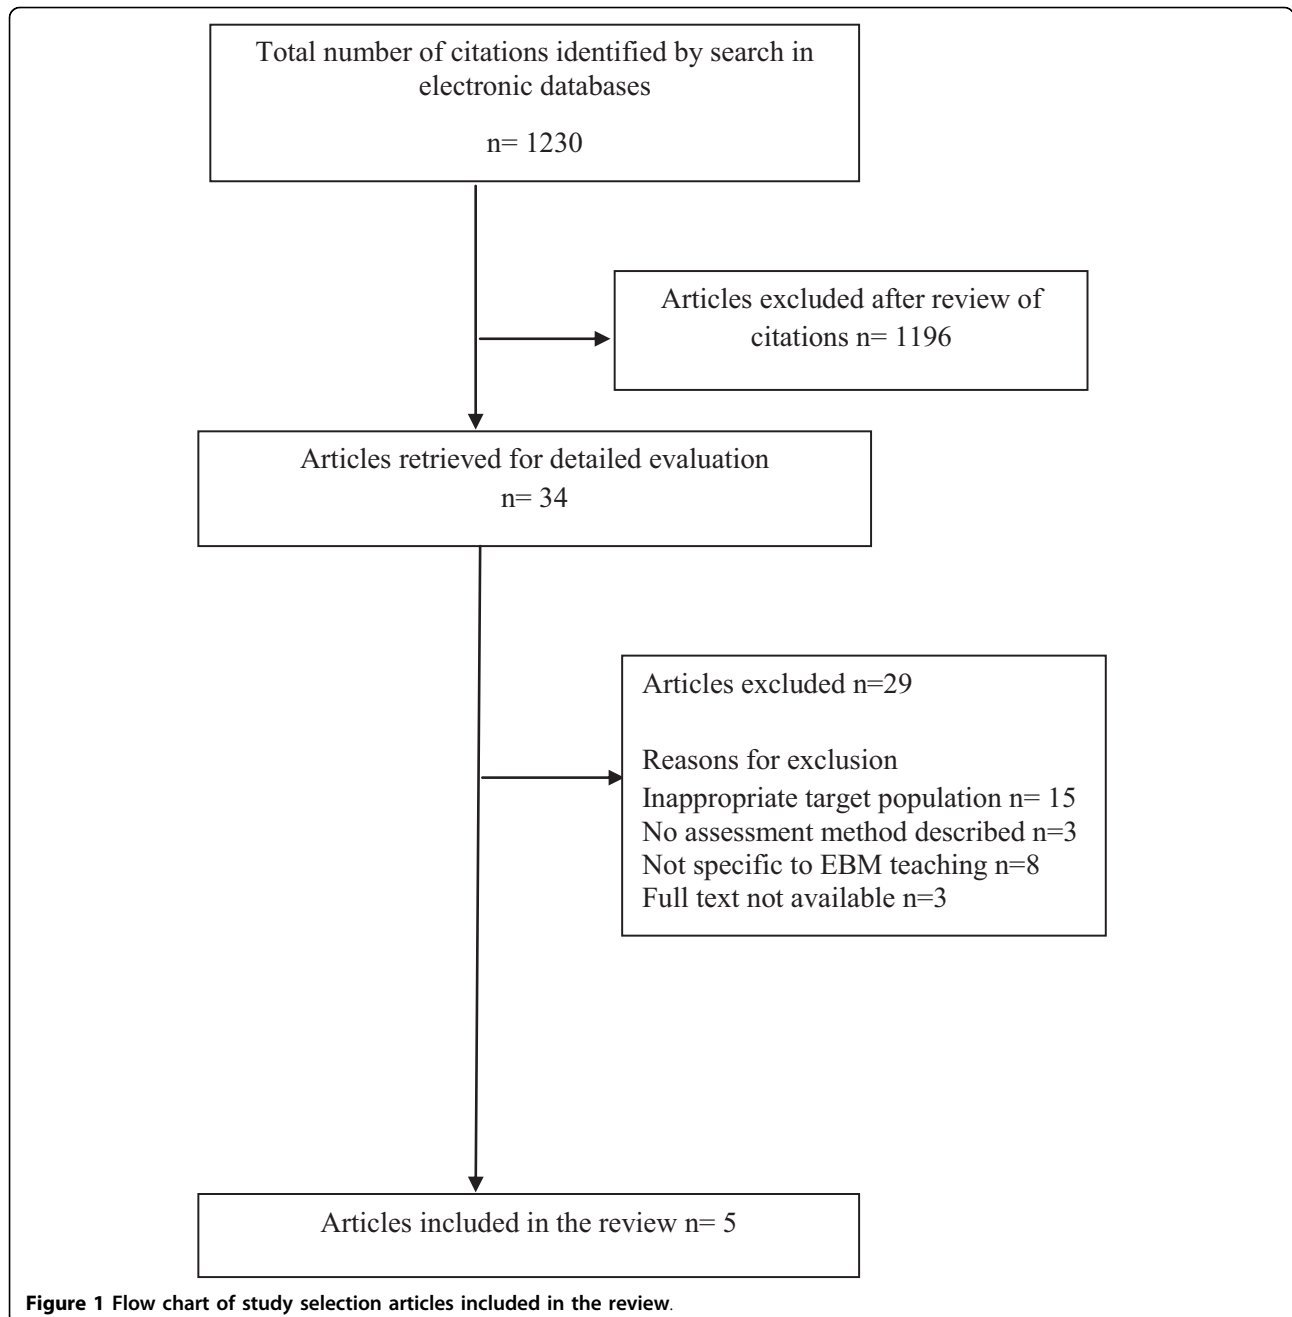 Total number of citations identified by search in
electronic databases
n= 1230
Articles excluded after review of
citations n= 1196
Articles retrieved for detailed evaluation
n= 34
Articles excluded n=29
Reasons for exclusion
Inappropriate target population n= 15
No assessment method described n=3
Not specific to EBM teaching n=8
Full text not available n=3
Articles included in the review n= 5
Figure 1 Flow chart of study selection articles included in the review.